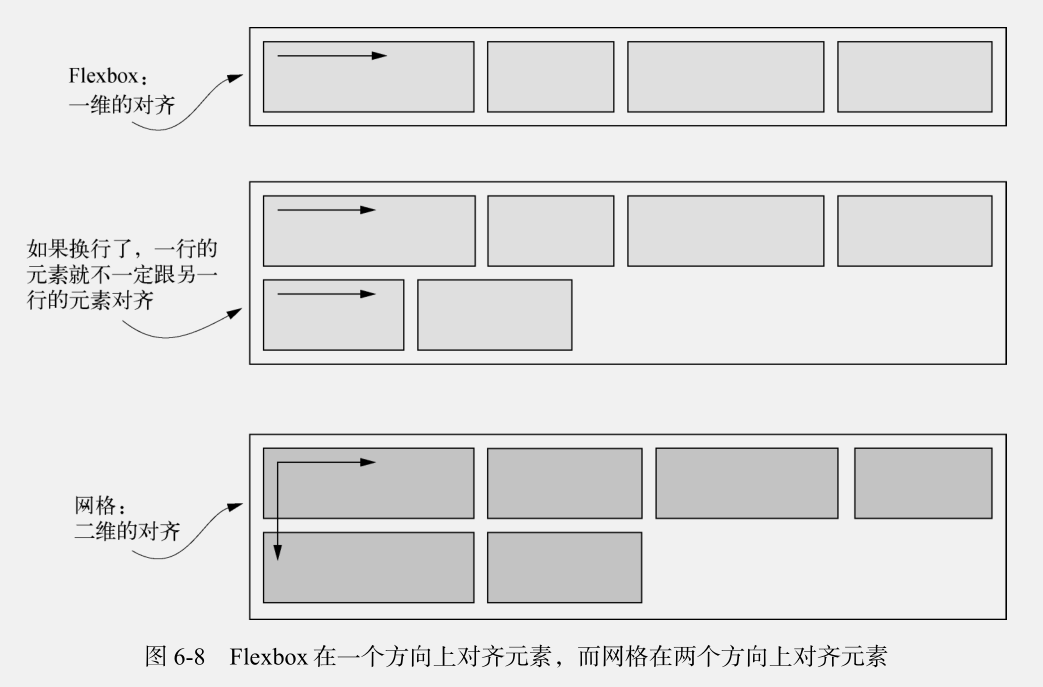 Flexbox：
一维的对齐
如果换行了，一行的
元素就不一定跟另一
行的元素对齐
网格：
二维的对齐
图 6-8 Flexbox 在一个方向上对齐元素，而网格在两个方向上对齐元素